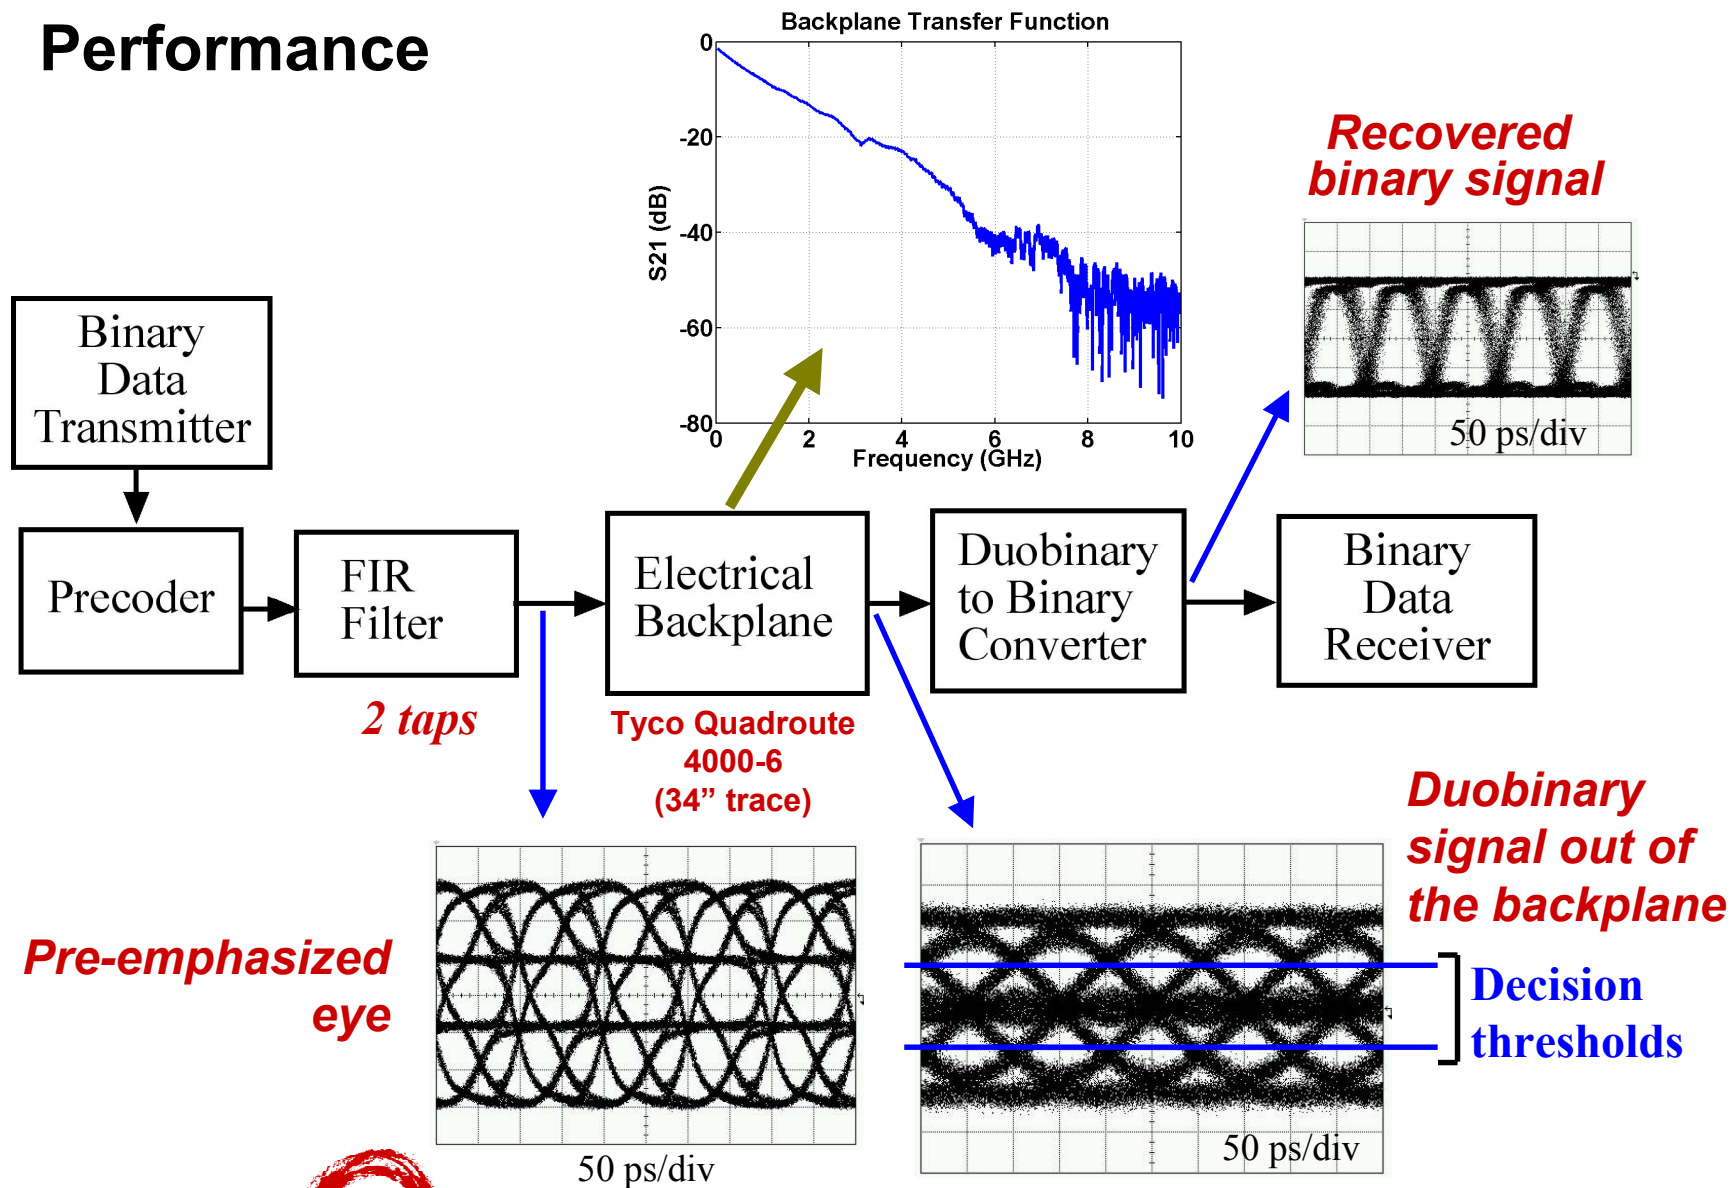 Performance
Backplane Transfer Function
0
-20
-40
-60
-80
S21 (dB)
0 2 4 6 8 10
Frequency (GHz)
Recovered
binary signal
50 ps/div
Binary
Data
Transmitter
Precoder
FIR
Filter
2 taps
Electrical
Backplane
Tyco Quadroute
4000-6
(34” trace)
Duobinary
to Binary
Converter
Binary
Data
Receiver
Pre-emphasized
eye
50 ps/div
Duobinary
signal out of
the backplane
Decision
thresholds
50 ps/div